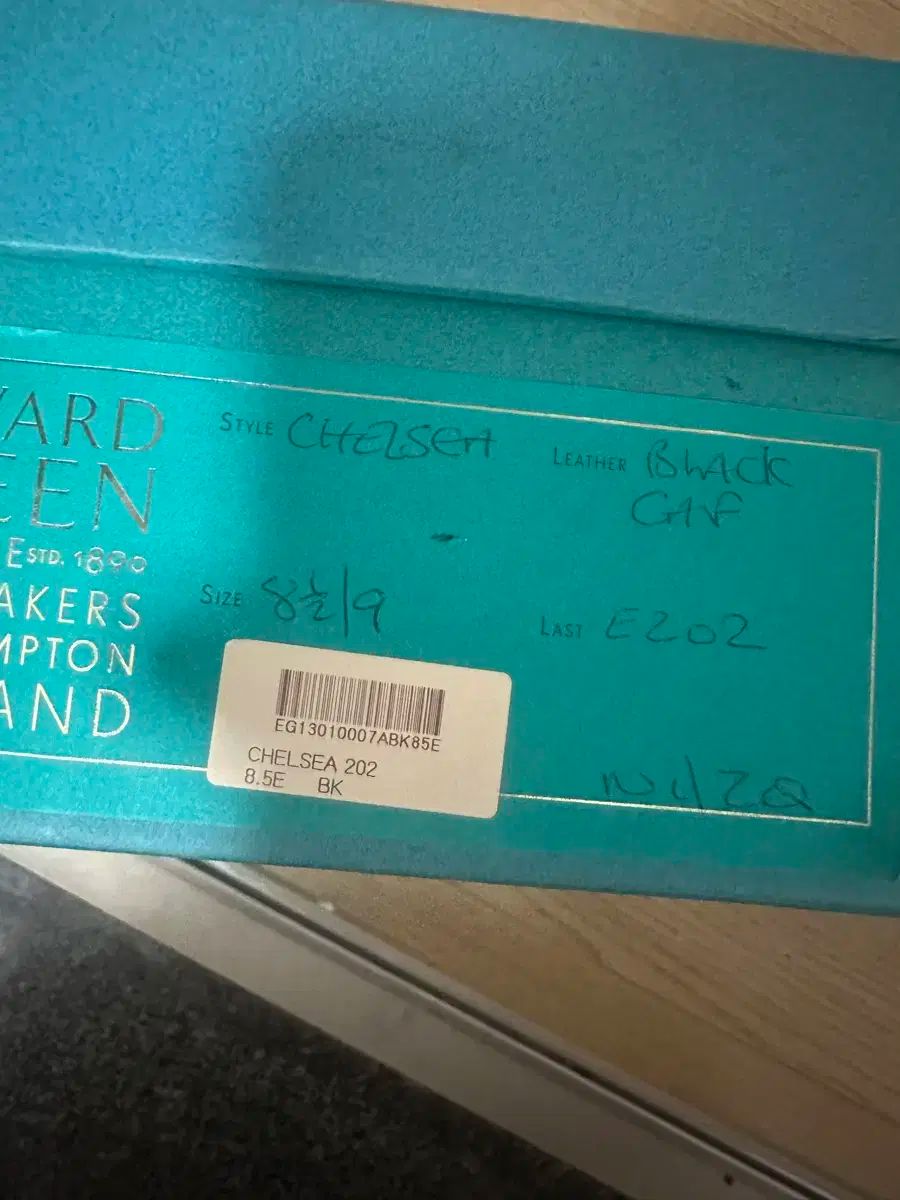 WARD
EEN
ESTD. 1890
AKERS
MPTON
AND
STYLE CHELSEA
LEATHER BLACK
CALF
SIZE 8½/9
LAST E202
EG13010007ABK85E
CHELSEA 202
8.5E BK